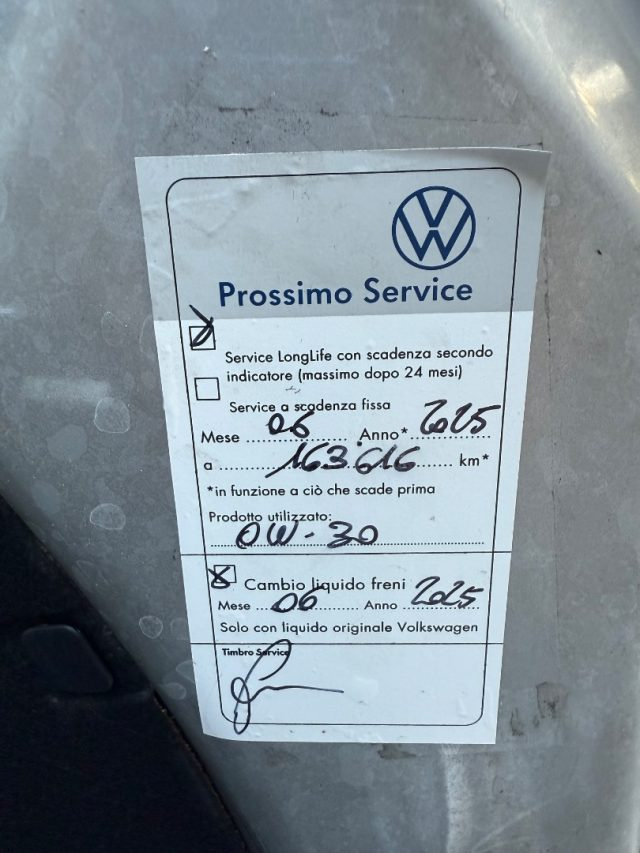 VW
Prossimo Service
Service LongLife con scadenza secondo
indicatore (massimo dopo 24 mesi)
Service a scadenza fissa
Mese 06 Anno* 2025
a 163.616 km*
*in funzione a ciò che scade prima
Prodotto utilizzato:
0W-30
Cambio liquido freni
Mese 06 Anno 2025
Solo con liquido originale Volkswagen
Timbro Service